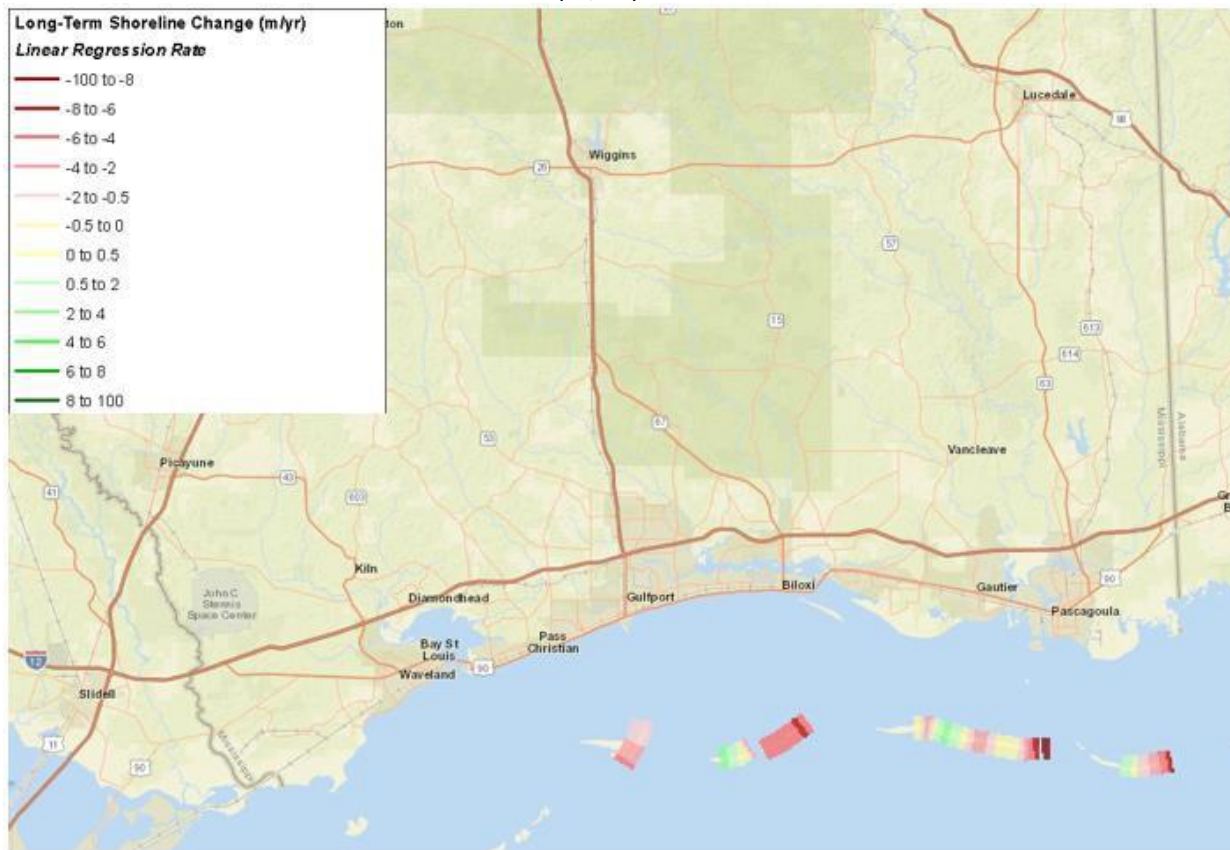 Long-Term Shoreline Change (m/yr)
Linear Regression Rate
-100 to -8
-8 to -6
-6 to -4
-4 to -2
-2 to -0.5
-0.5 to 0
0 to 0.5
0.5 to 2
2 to 4
4 to 6
6 to 8
8 to 100
ton
Lucedale
98
Wiggins
26
57
15
613
614
63
67
53
Mississippi
Alabama
Vancleave
Picayune
43
41
603
Kiln
John C
Stennis
Space Center
Diamondhead
Gulfport
Biloxi
Gautier
90
Pascagoula
Bay St
Louis
Pass
Christian
Waveland
90
12
Slidell
11
90
Mississippi